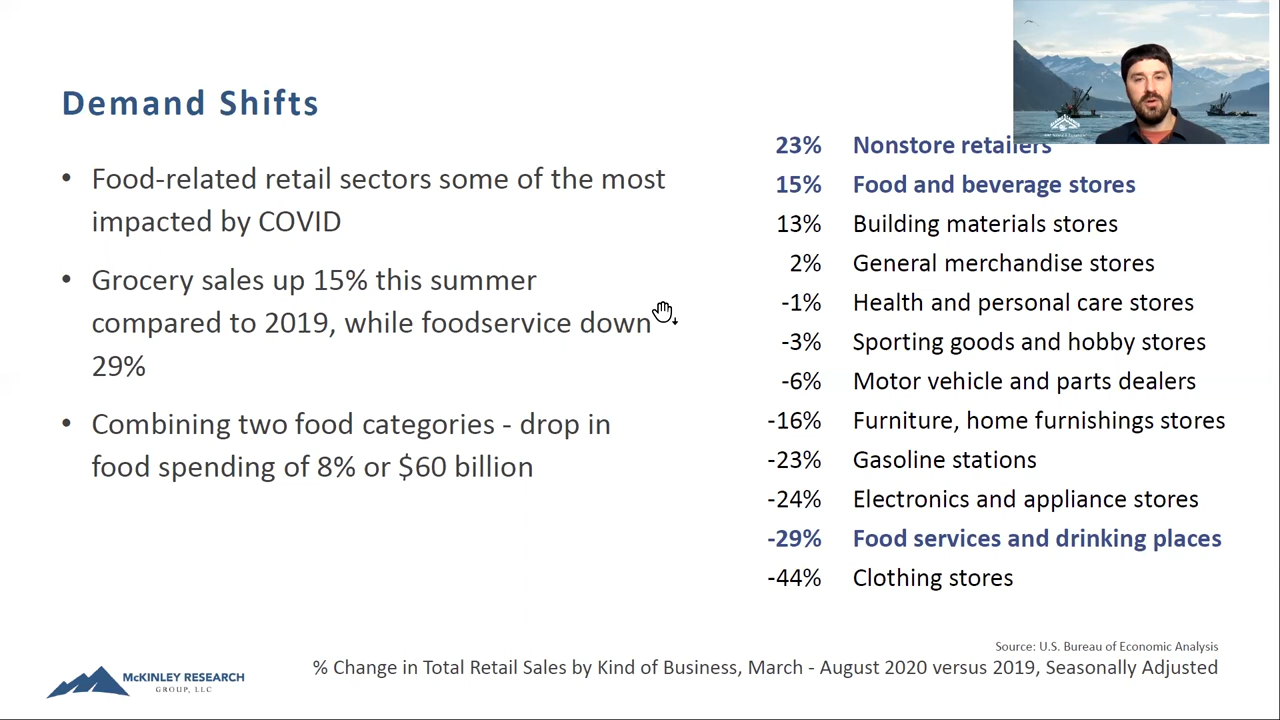 Demand Shifts
• Food-related retail sectors some of the most
impacted by COVID
• Grocery sales up 15% this summer
compared to 2019, while foodservice down
29%
• Combining two food categories - drop in
food spending of 8% or $60 billion
23% Nonstore retailers
15% Food and beverage stores
13% Building materials stores
2% General merchandise stores
-1% Health and personal care stores
-3% Sporting goods and hobby stores
-6% Motor vehicle and parts dealers
-16% Furniture, home furnishings stores
-23% Gasoline stations
-24% Electronics and appliance stores
-29% Food services and drinking places
-44% Clothing stores
Source: U.S. Bureau of Economic Analysis
% Change in Total Retail Sales by Kind of Business, March - August 2020 versus 2019, Seasonally Adjusted
McKINLEY RESEARCH
GROUP, LLC